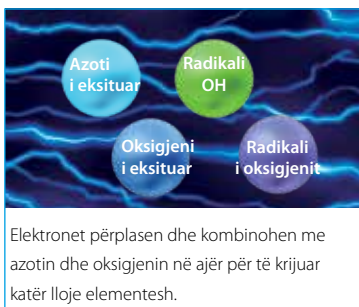 Azoti
i eksituar
Radikali
OH
Oksigjeni
i eksituar
Radikali
i oksigjenit
Elektronet përplasen dhe kombinohen me
azotin dhe oksigjenin në ajër për të krijuar
katër lloje elementesh.